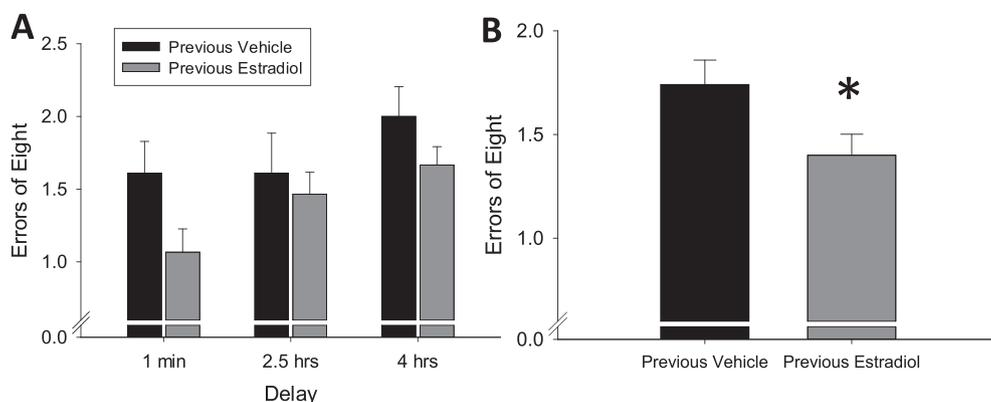 A
Errors of Eight
2.5
2.0
1.5
1.0
0.0
Previous Vehicle
Previous Estradiol
1 min
2.5 hrs
4 hrs
Delay
B
Errors of Eight
2.0
1.5
1.0
0.0
*
Previous Vehicle
Previous Estradiol